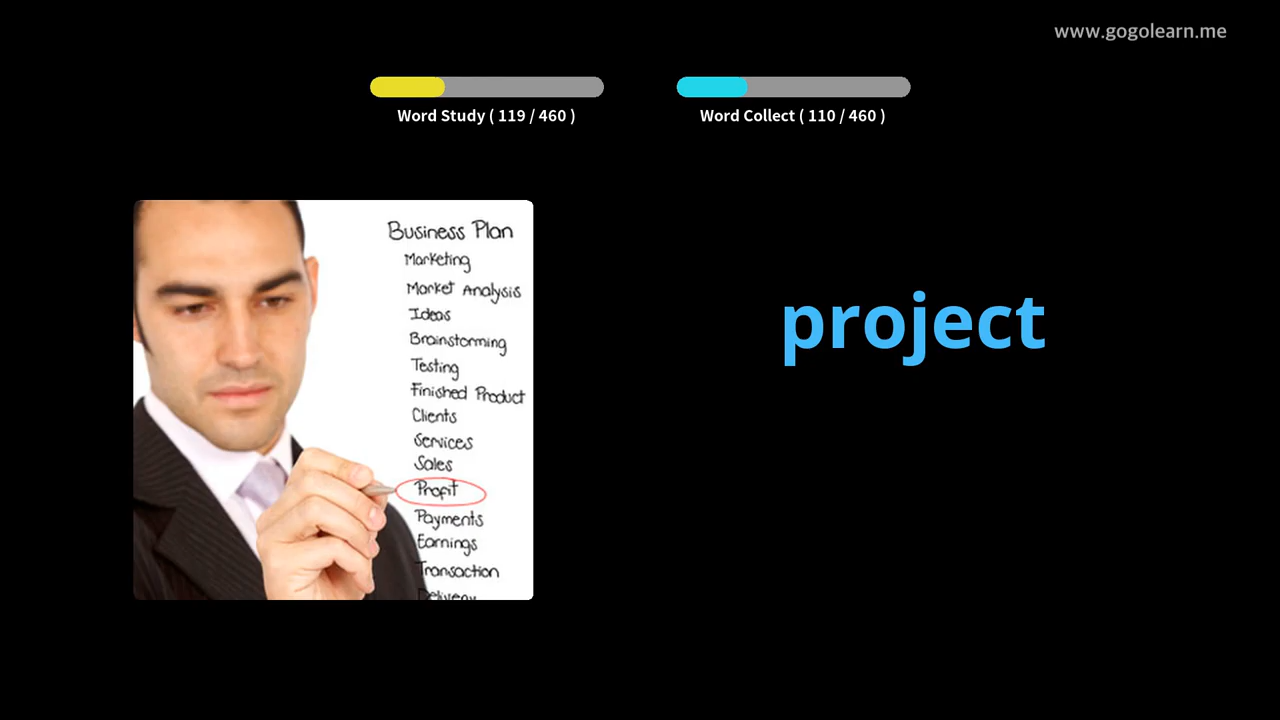 www.gogolearn.me
Word Study ( 119 / 460 )
Word Collect ( 110 / 460 )
Business Plan
Marketing
Market Analysis
Ideas
Brainstorming
Testing
Finished Product
Clients
Services
Sales
Profit
Payments
Earnings
Transaction
Delivery
project